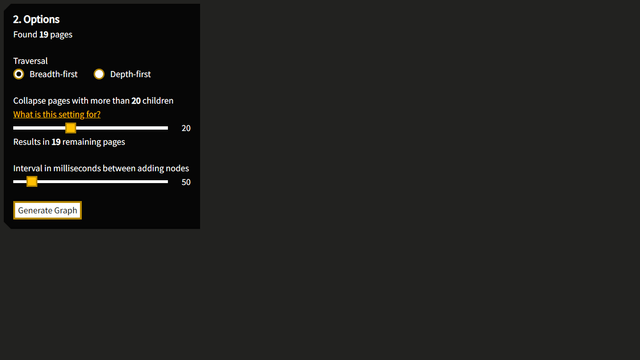 2. Options
Found 19 pages
Traversal
Breadth-first Depth-first
Collapse pages with more than 20 children
What is this setting for?
20
Results in 19 remaining pages
Interval in milliseconds between adding nodes
50
Generate Graph